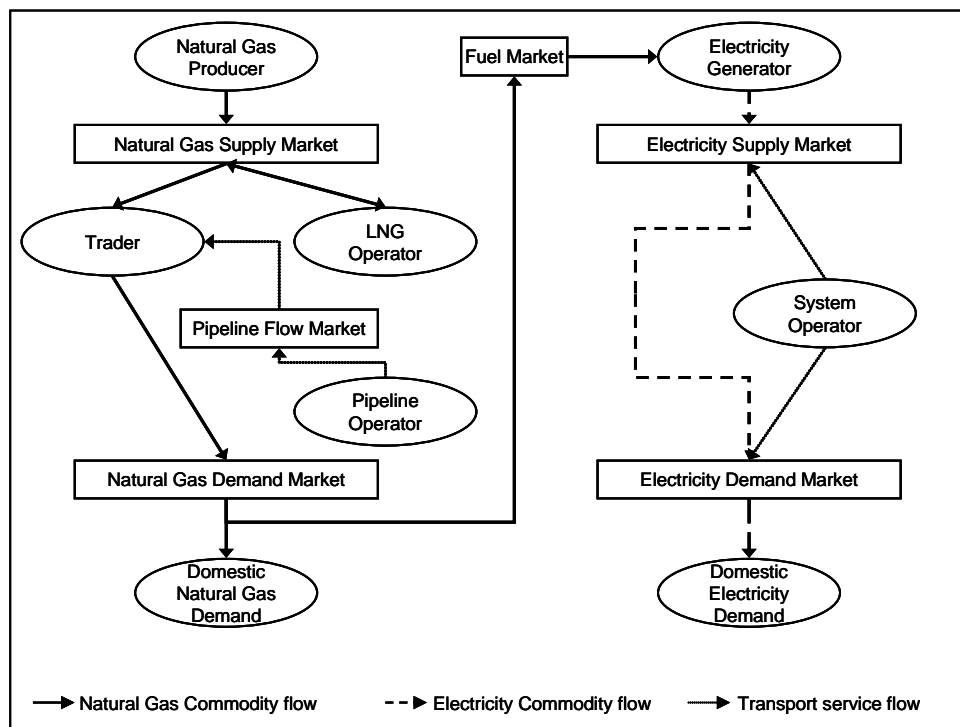 Natural Gas
Producer
Fuel Market
Electricity
Generator
Natural Gas Supply Market
Electricity Supply Market
Trader
LNG
Operator
Pipeline Flow Market
System
Operator
Pipeline
Operator
Natural Gas Demand Market
Electricity Demand Market
Domestic
Natural Gas
Demand
Domestic
Electricity
Demand
Natural Gas Commodity flow
Electricity Commodity flow
Transport service flow